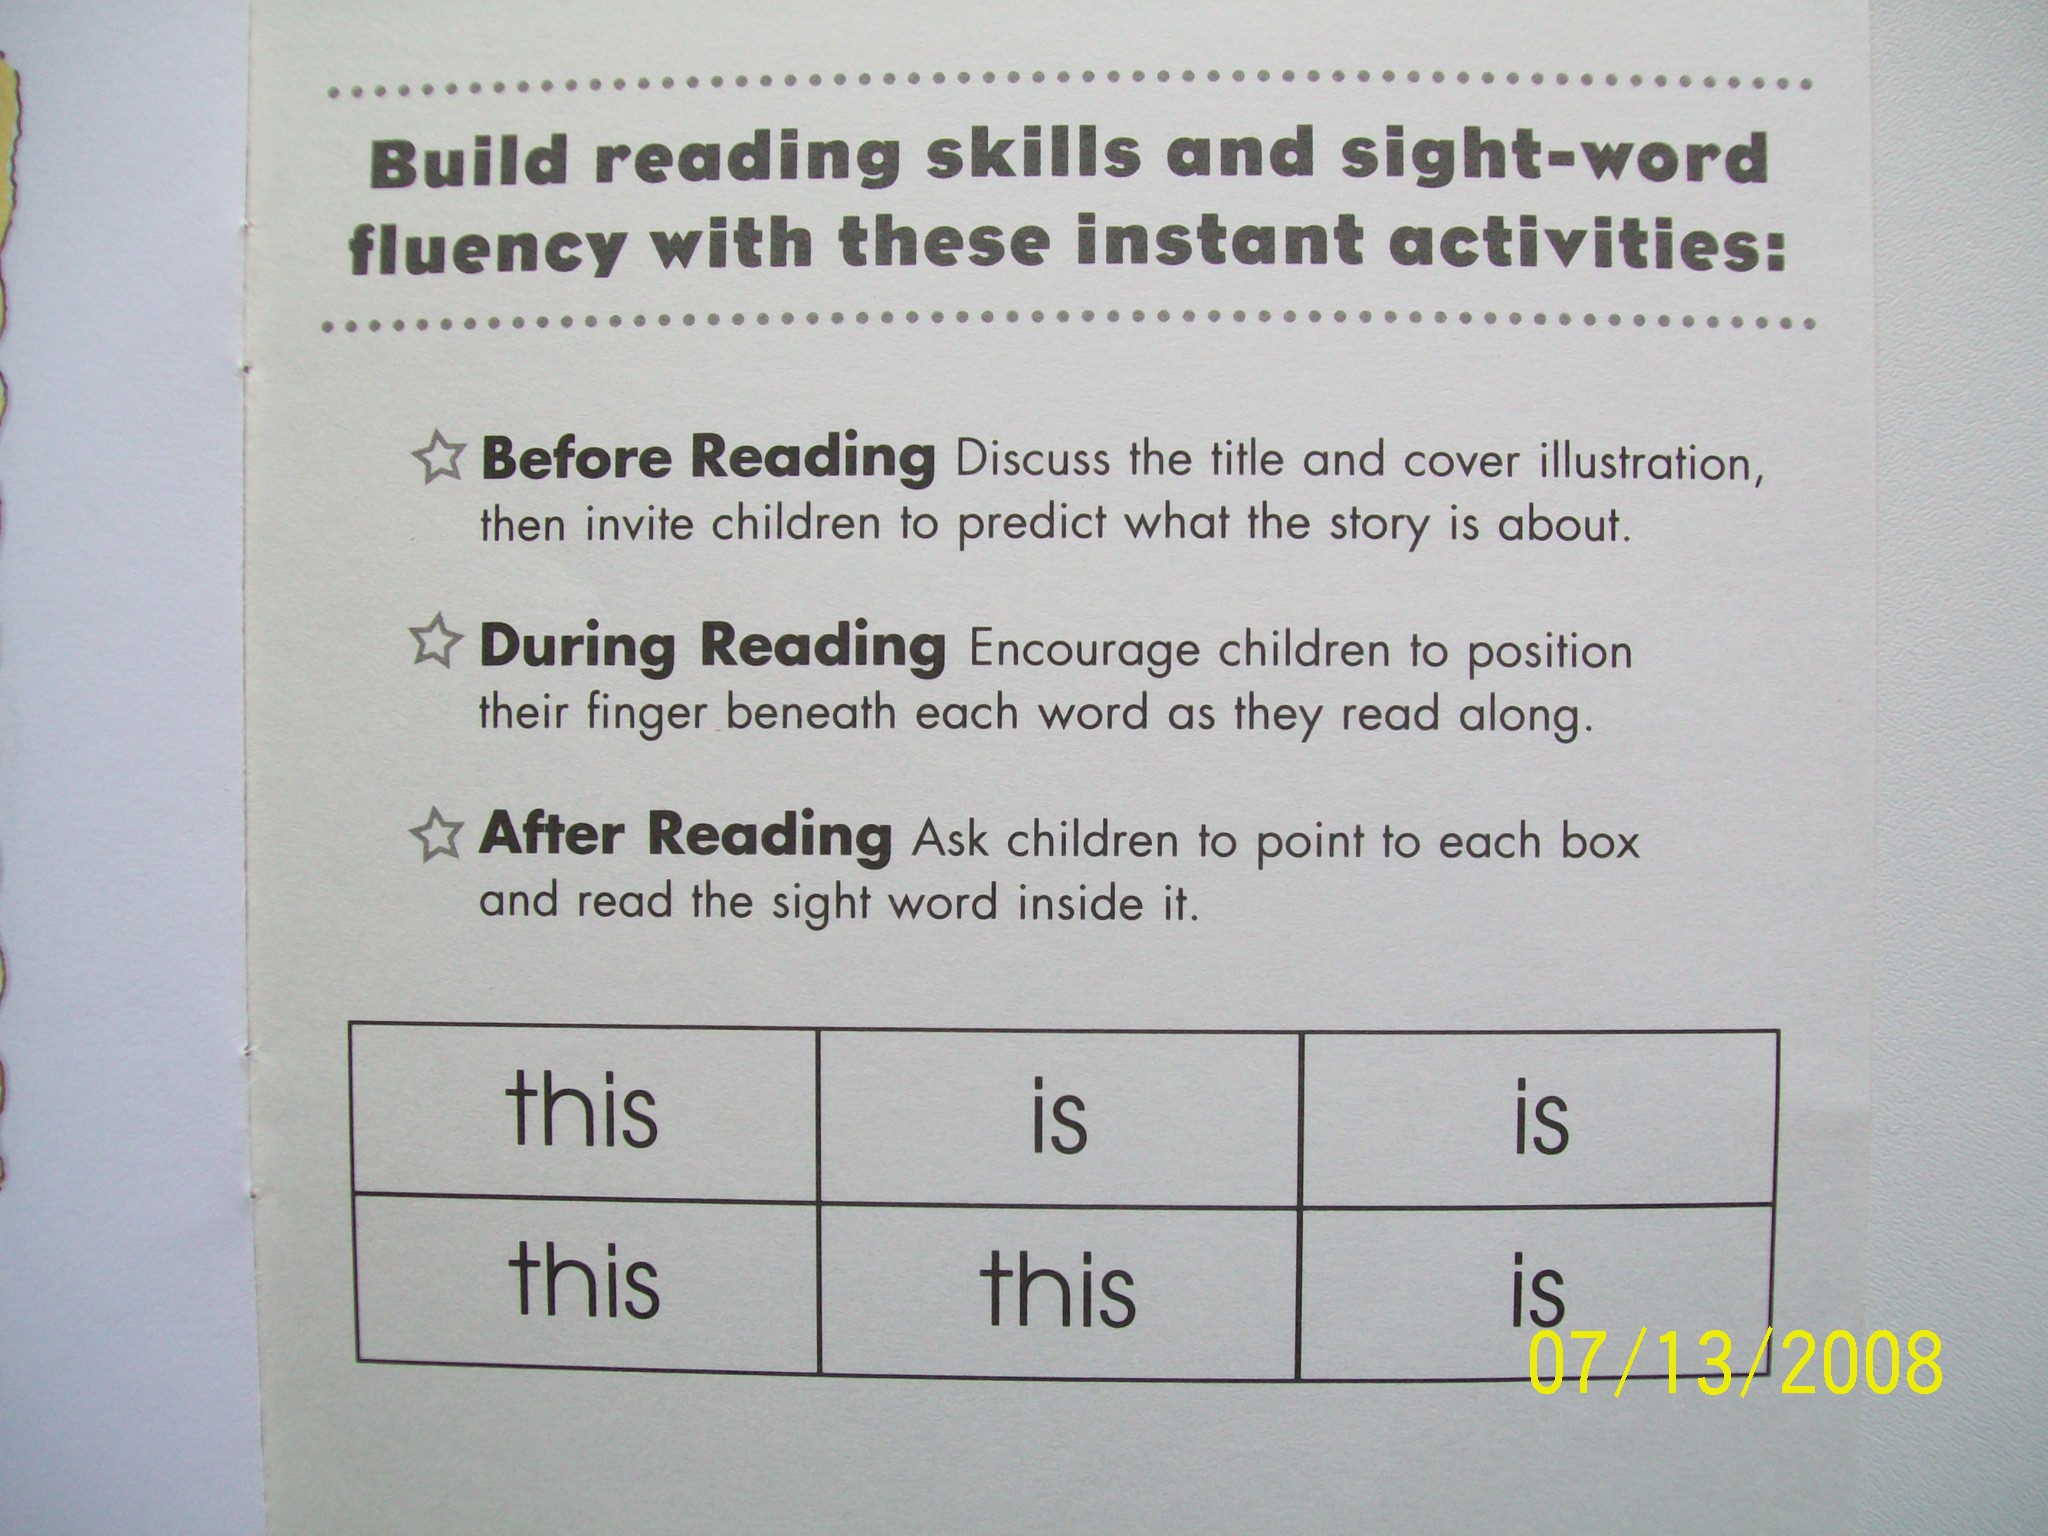 Build reading skills and sight-word
fluency with these instant activities:
Before Reading Discuss the title and cover illustration,
then invite children to predict what the story is about.
During Reading Encourage children to position
their finger beneath each word as they read along.
After Reading Ask children to point to each box
and read the sight word inside it.
this is is
this this is
07/13/2008